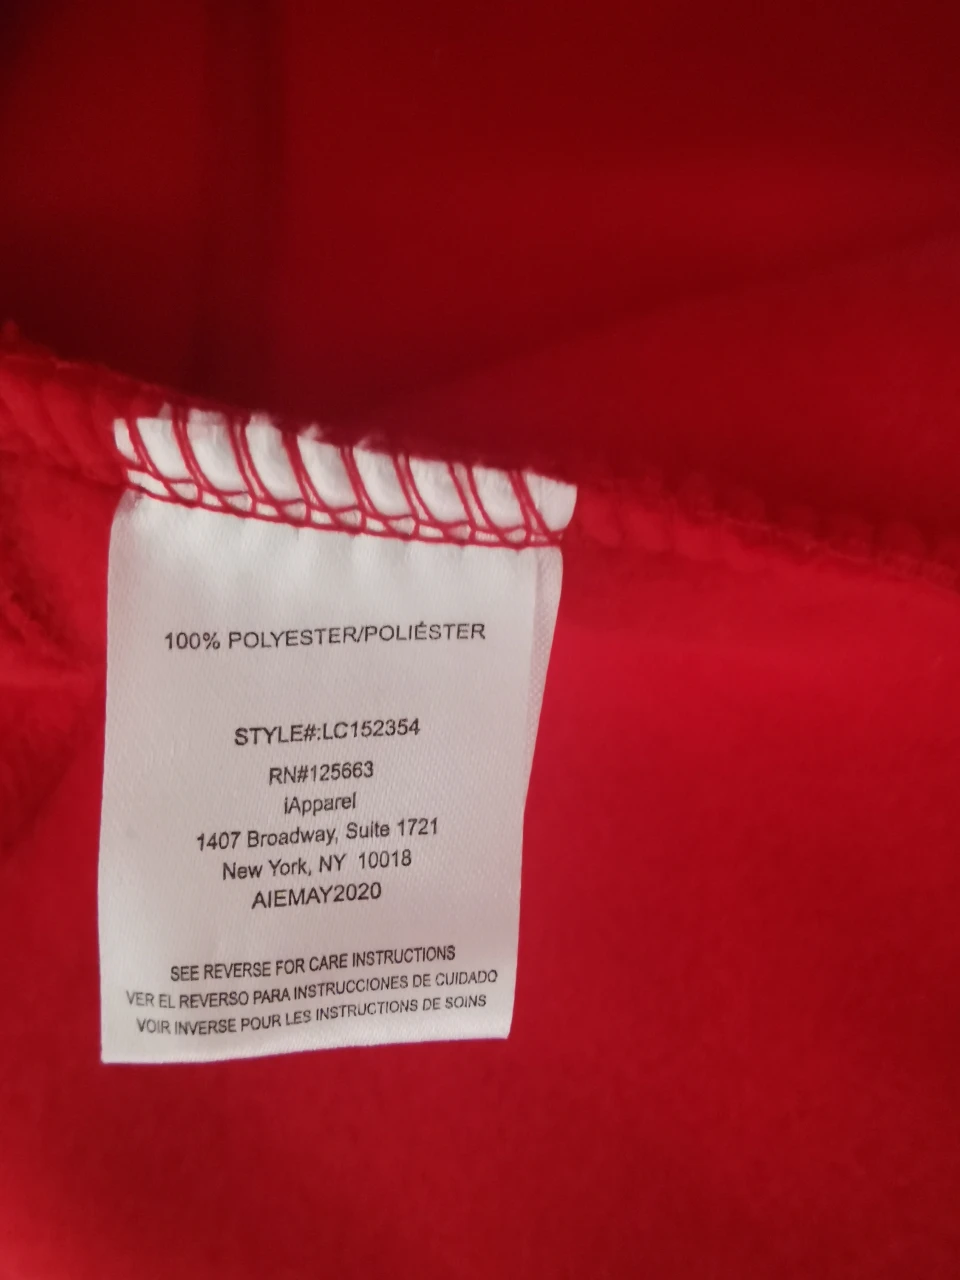 100% POLYESTER/POLIÉSTER
STYLE#:LC152354
RN#125663
iApparel
1407 Broadway, Suite 1721
New York, NY 10018
AIEMAY2020
SEE REVERSE FOR CARE INSTRUCTIONS
VER EL REVERSO PARA INSTRUCCIONES DE CUIDADO
VOIR INVERSE POUR LES INSTRUCTIONS DE SOINS